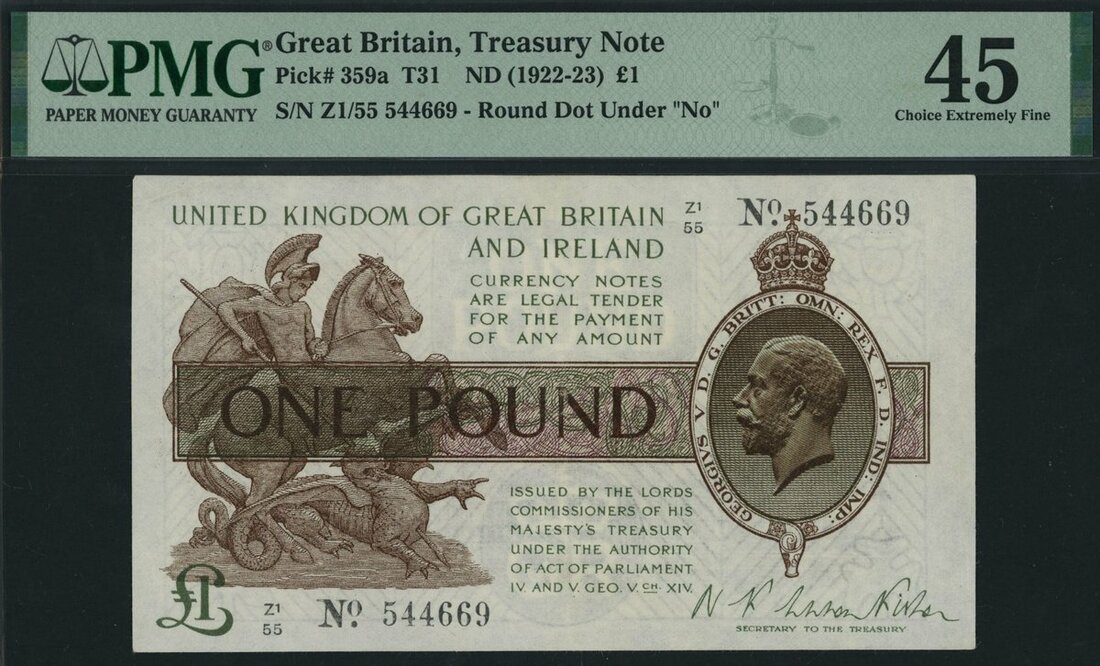 PMG®
PAPER MONEY GUARANTY
Great Britain, Treasury Note
Pick# 359a T31 ND (1922-23) £1
S/N Z1/55 544669 - Round Dot Under "No"
45
Choice Extremely Fine
UNITED KINGDOM OF GREAT BRITAIN
AND IRELAND
Z1
55
No. 544669
CURRENCY NOTES
ARE LEGAL TENDER
FOR THE PAYMENT
OF ANY AMOUNT
ONE POUND
GEORGIVS V D. G. BRITT: OMN: REX F. D. IND: IMP:
ISSUED BY THE LORDS
COMMISSIONERS OF HIS
MAJESTY'S TREASURY
UNDER THE AUTHORITY
OF ACT OF PARLIAMENT
IV. AND V. GEO. V. CH. XIV.
£1
Z1
55
No. 544669
SECRETARY TO THE TREASURY